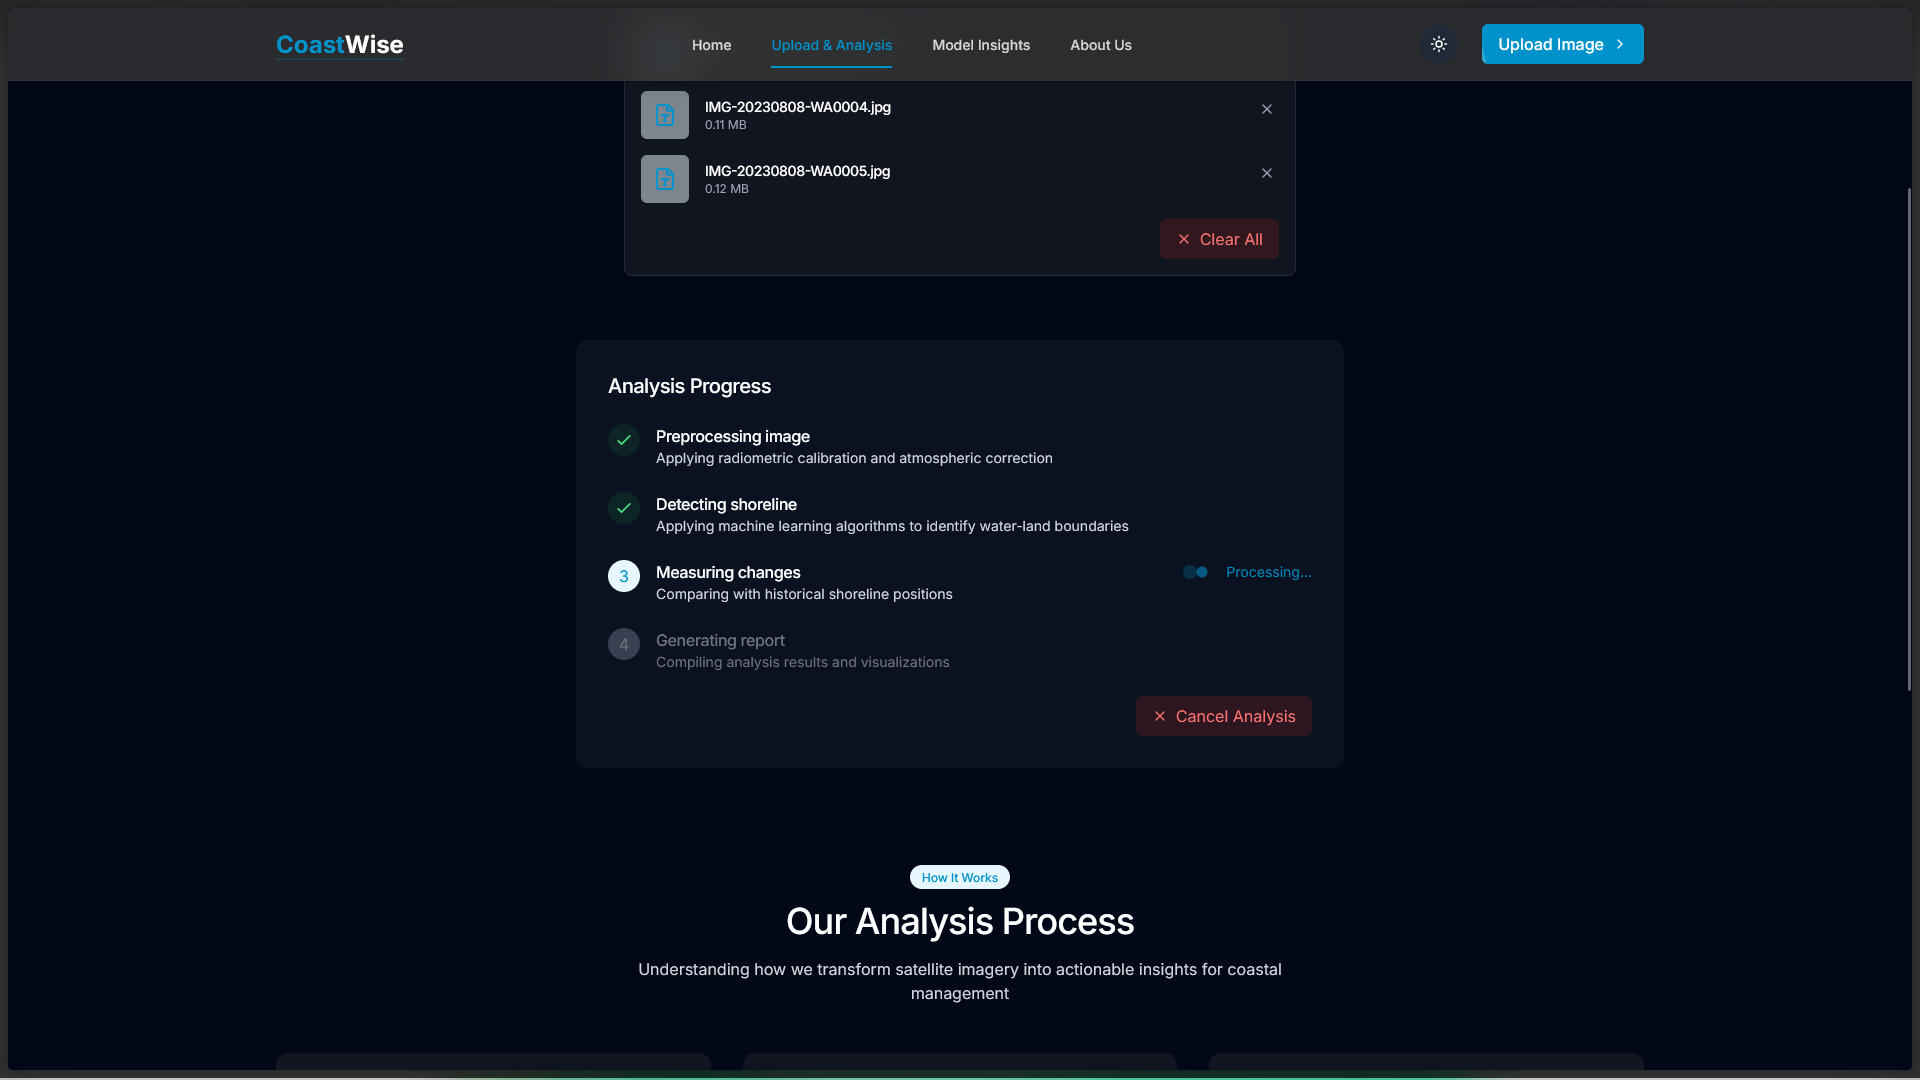 CoastWise
Home
Upload & Analysis
Model Insights
About Us
Upload Image
IMG-20230808-WA0004.jpg
0.11 MB
IMG-20230808-WA0005.jpg
0.12 MB
Clear All
Analysis Progress
Preprocessing image
Applying radiometric calibration and atmospheric correction
Detecting shoreline
Applying machine learning algorithms to identify water-land boundaries
3
Measuring changes
Processing...
Comparing with historical shoreline positions
4
Generating report
Compiling analysis results and visualizations
Cancel Analysis
How It Works
Our Analysis Process
Understanding how we transform satellite imagery into actionable insights for coastal
management